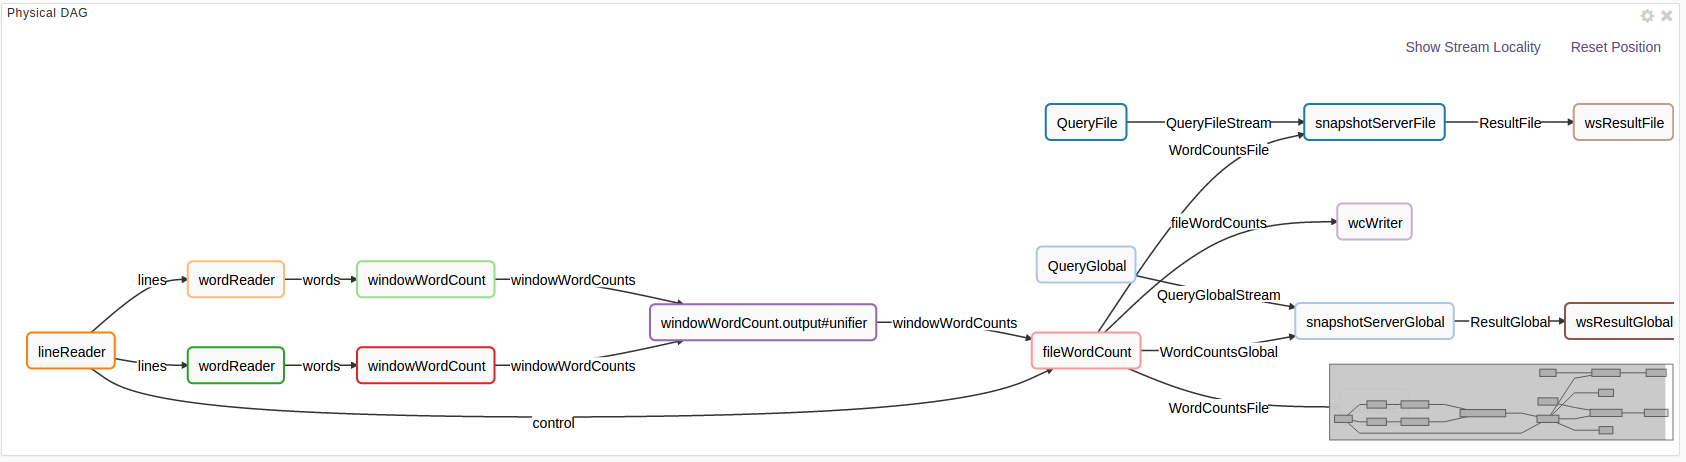 Physical DAG
Show Stream Locality Reset Position
QueryFile QueryFileStream snapshotServerFile ResultFile wsResultFile
WordCountsFile
fileWordCounts wcWriter
QueryGlobal
lines wordReader words windowWordCount windowWordCounts
QueryGlobalStream
windowWordCount.output#unifier windowWordCounts snapshotServerGlobal ResultGlobal wsResultGlobal
lineReader fileWordCount WordCountsGlobal
lines wordReader words windowWordCount windowWordCounts
WordCountsFile
control